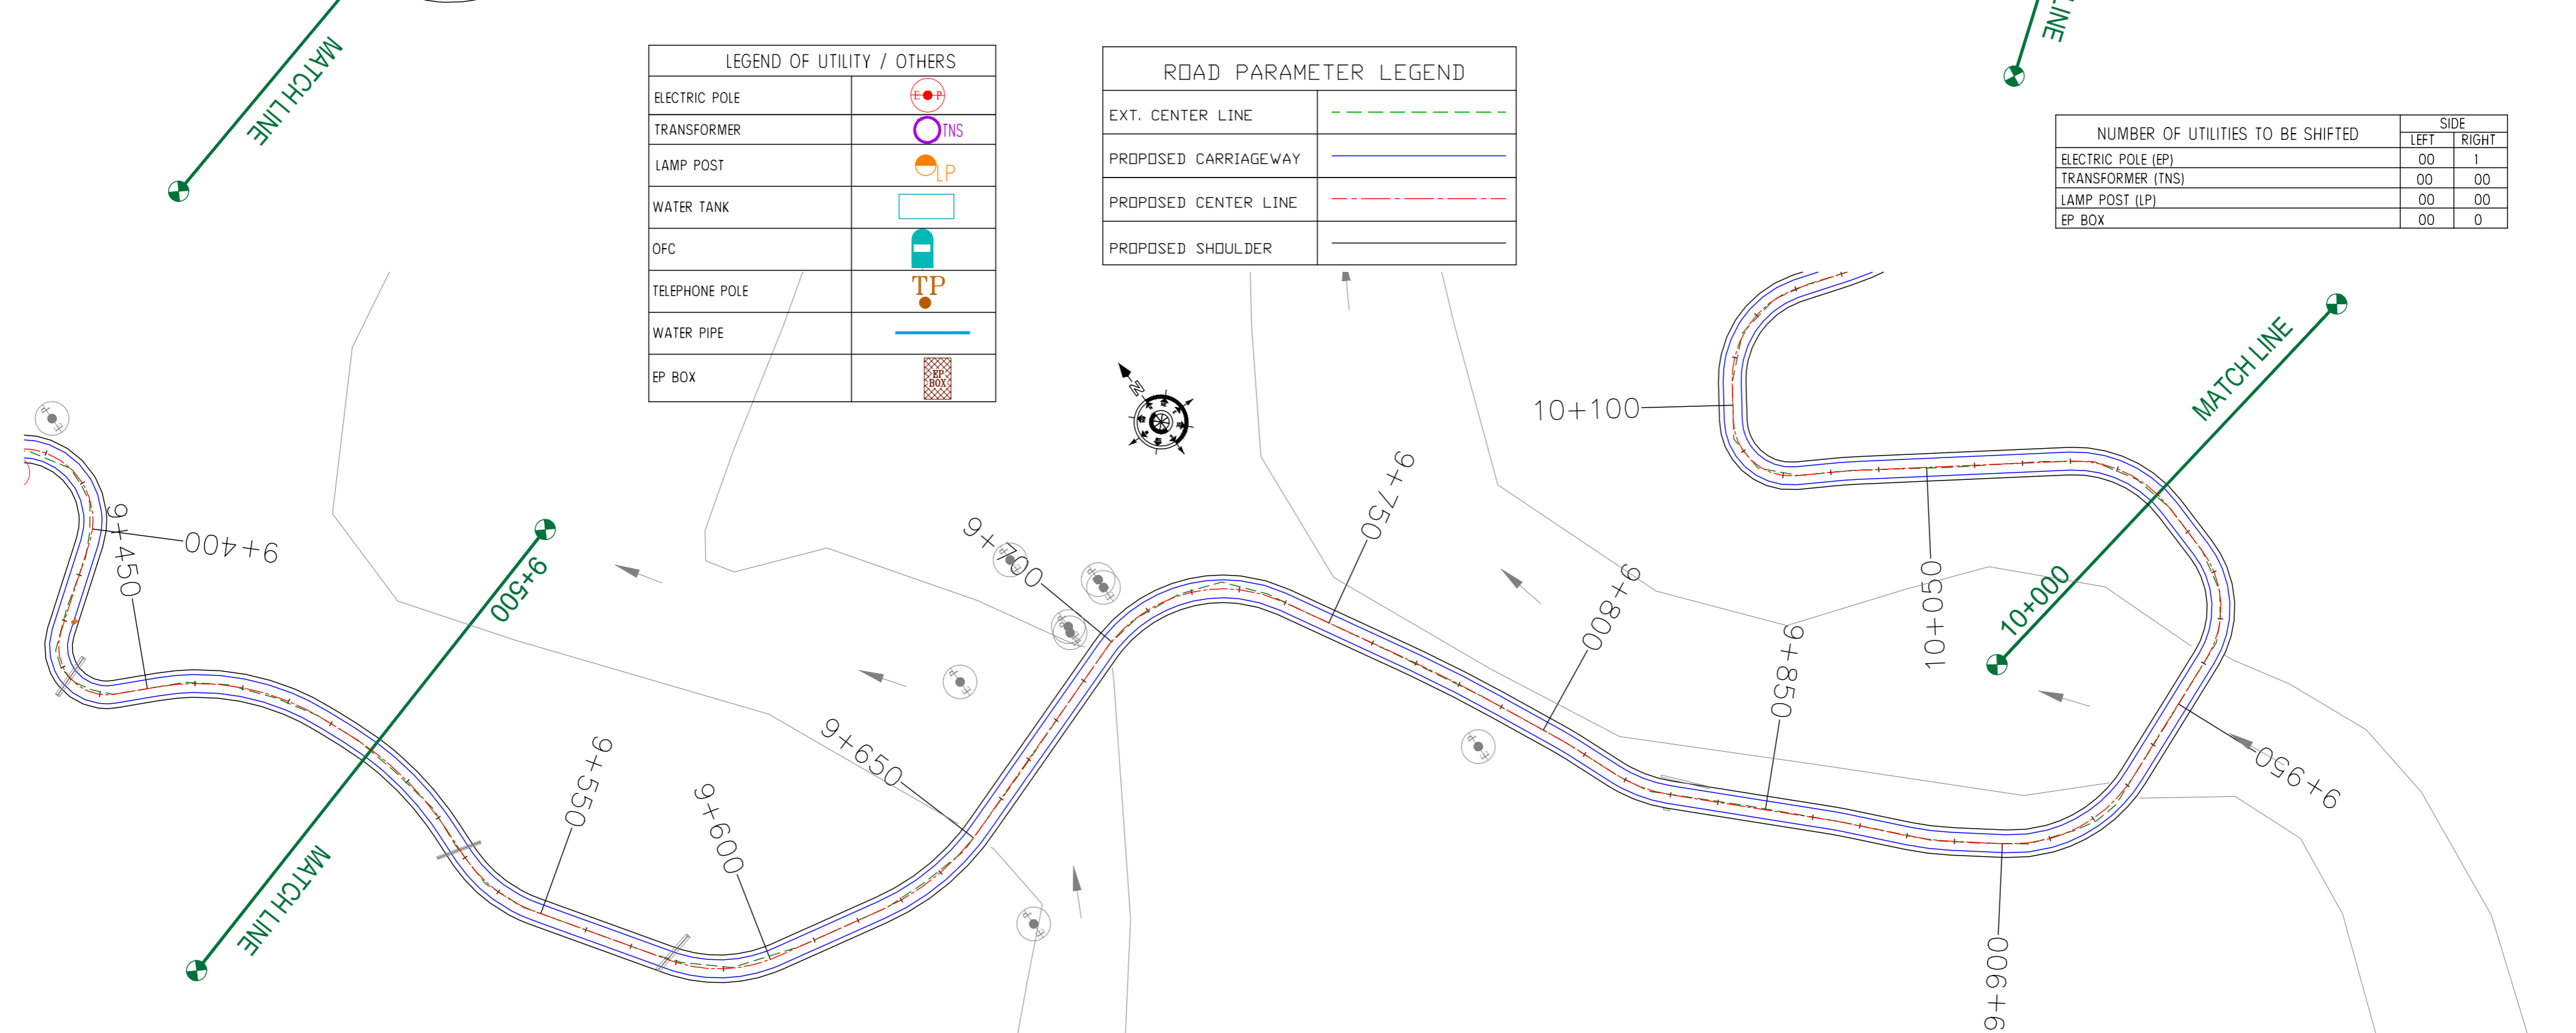 MATCH LINE
LINE
LEGEND OF UTILITY / OTHERS
ELECTRIC POLE
E P
TRANSFORMER
TNS
LAMP POST
LP
WATER TANK
OFC
TELEPHONE POLE
TP
WATER PIPE
EP BOX
EP
BOX
ROAD PARAMETER LEGEND
EXT. CENTER LINE
PROPOSED CARRIAGEWAY
PROPOSED CENTER LINE
PROPOSED SHOULDER
NUMBER OF UTILITIES TO BE SHIFTED
SIDE
LEFT RIGHT
ELECTRIC POLE (EP) 00 1
TRANSFORMER (TNS) 00 00
LAMP POST (LP) 00 00
EP BOX 00 0
N
MATCH LINE
10+000
MATCH LINE
9+500
9+400
9+450
9+550
9+600
9+650
9+700
9+750
9+800
9+850
9+900
9+950
10+050
10+100
E P
E P
E P
E P
E P
E P
E P